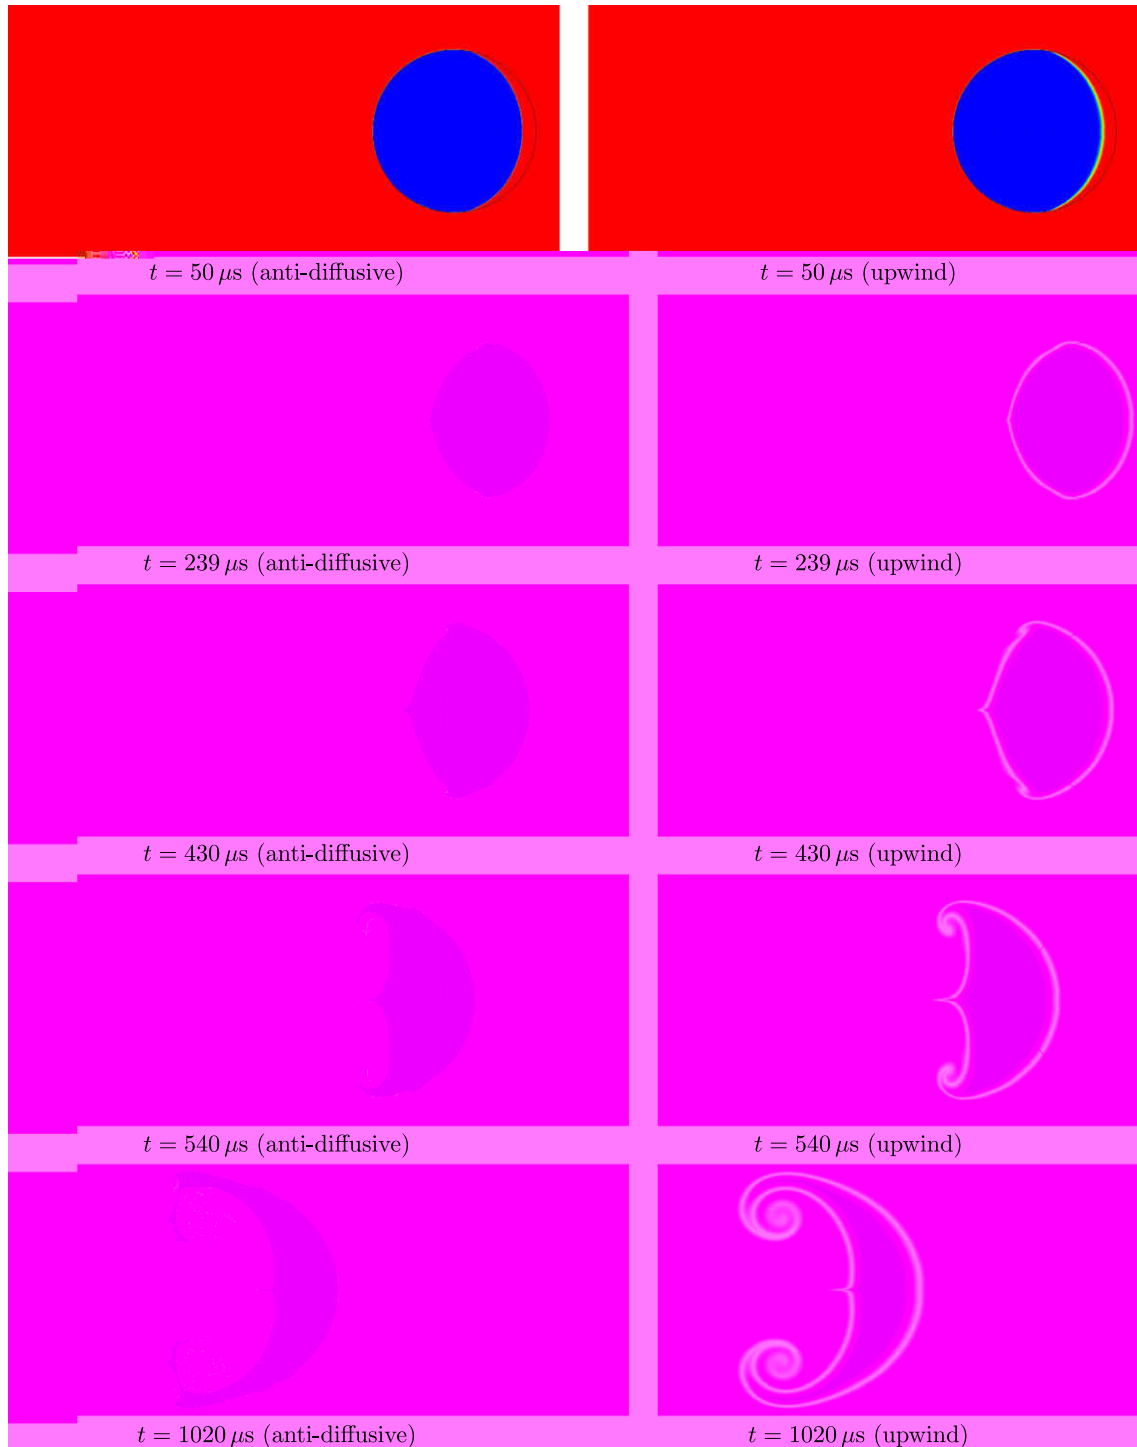 t = 50 μs (anti-diffusive) t = 50 μs (upwind)
t = 239 μs (anti-diffusive) t = 239 μs (upwind)
t = 430 μs (anti-diffusive) t = 430 μs (upwind)
t = 540 μs (anti-diffusive) t = 540 μs (upwind)
t = 1020 μs (anti-diffusive) t = 1020 μs (upwind)